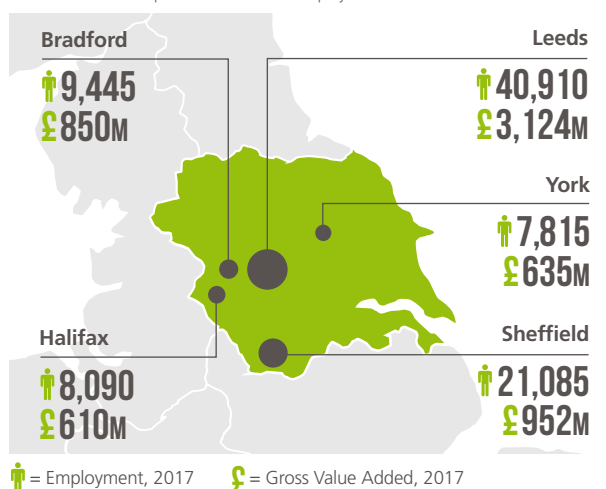 Bradford
9,445
£850M
Leeds
40,910
£3,124M
York
7,815
£635M
Halifax
8,090
£610M
Sheffield
21,085
£952M
= Employment, 2017 £ = Gross Value Added, 2017